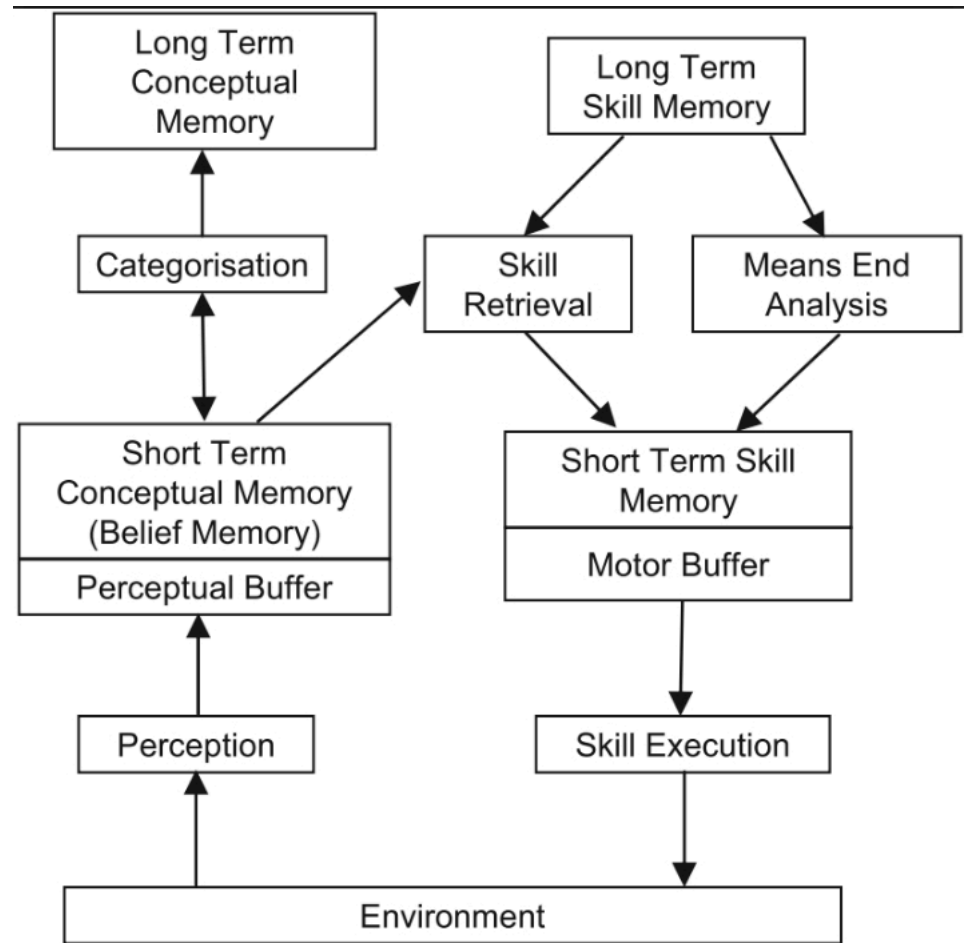 Long Term
Conceptual
Memory
Long Term
Skill Memory
Categorisation
Skill
Retrieval
Means End
Analysis
Short Term
Conceptual Memory
(Belief Memory)
Perceptual Buffer
Short Term Skill
Memory
Motor Buffer
Perception
Skill Execution
Environment